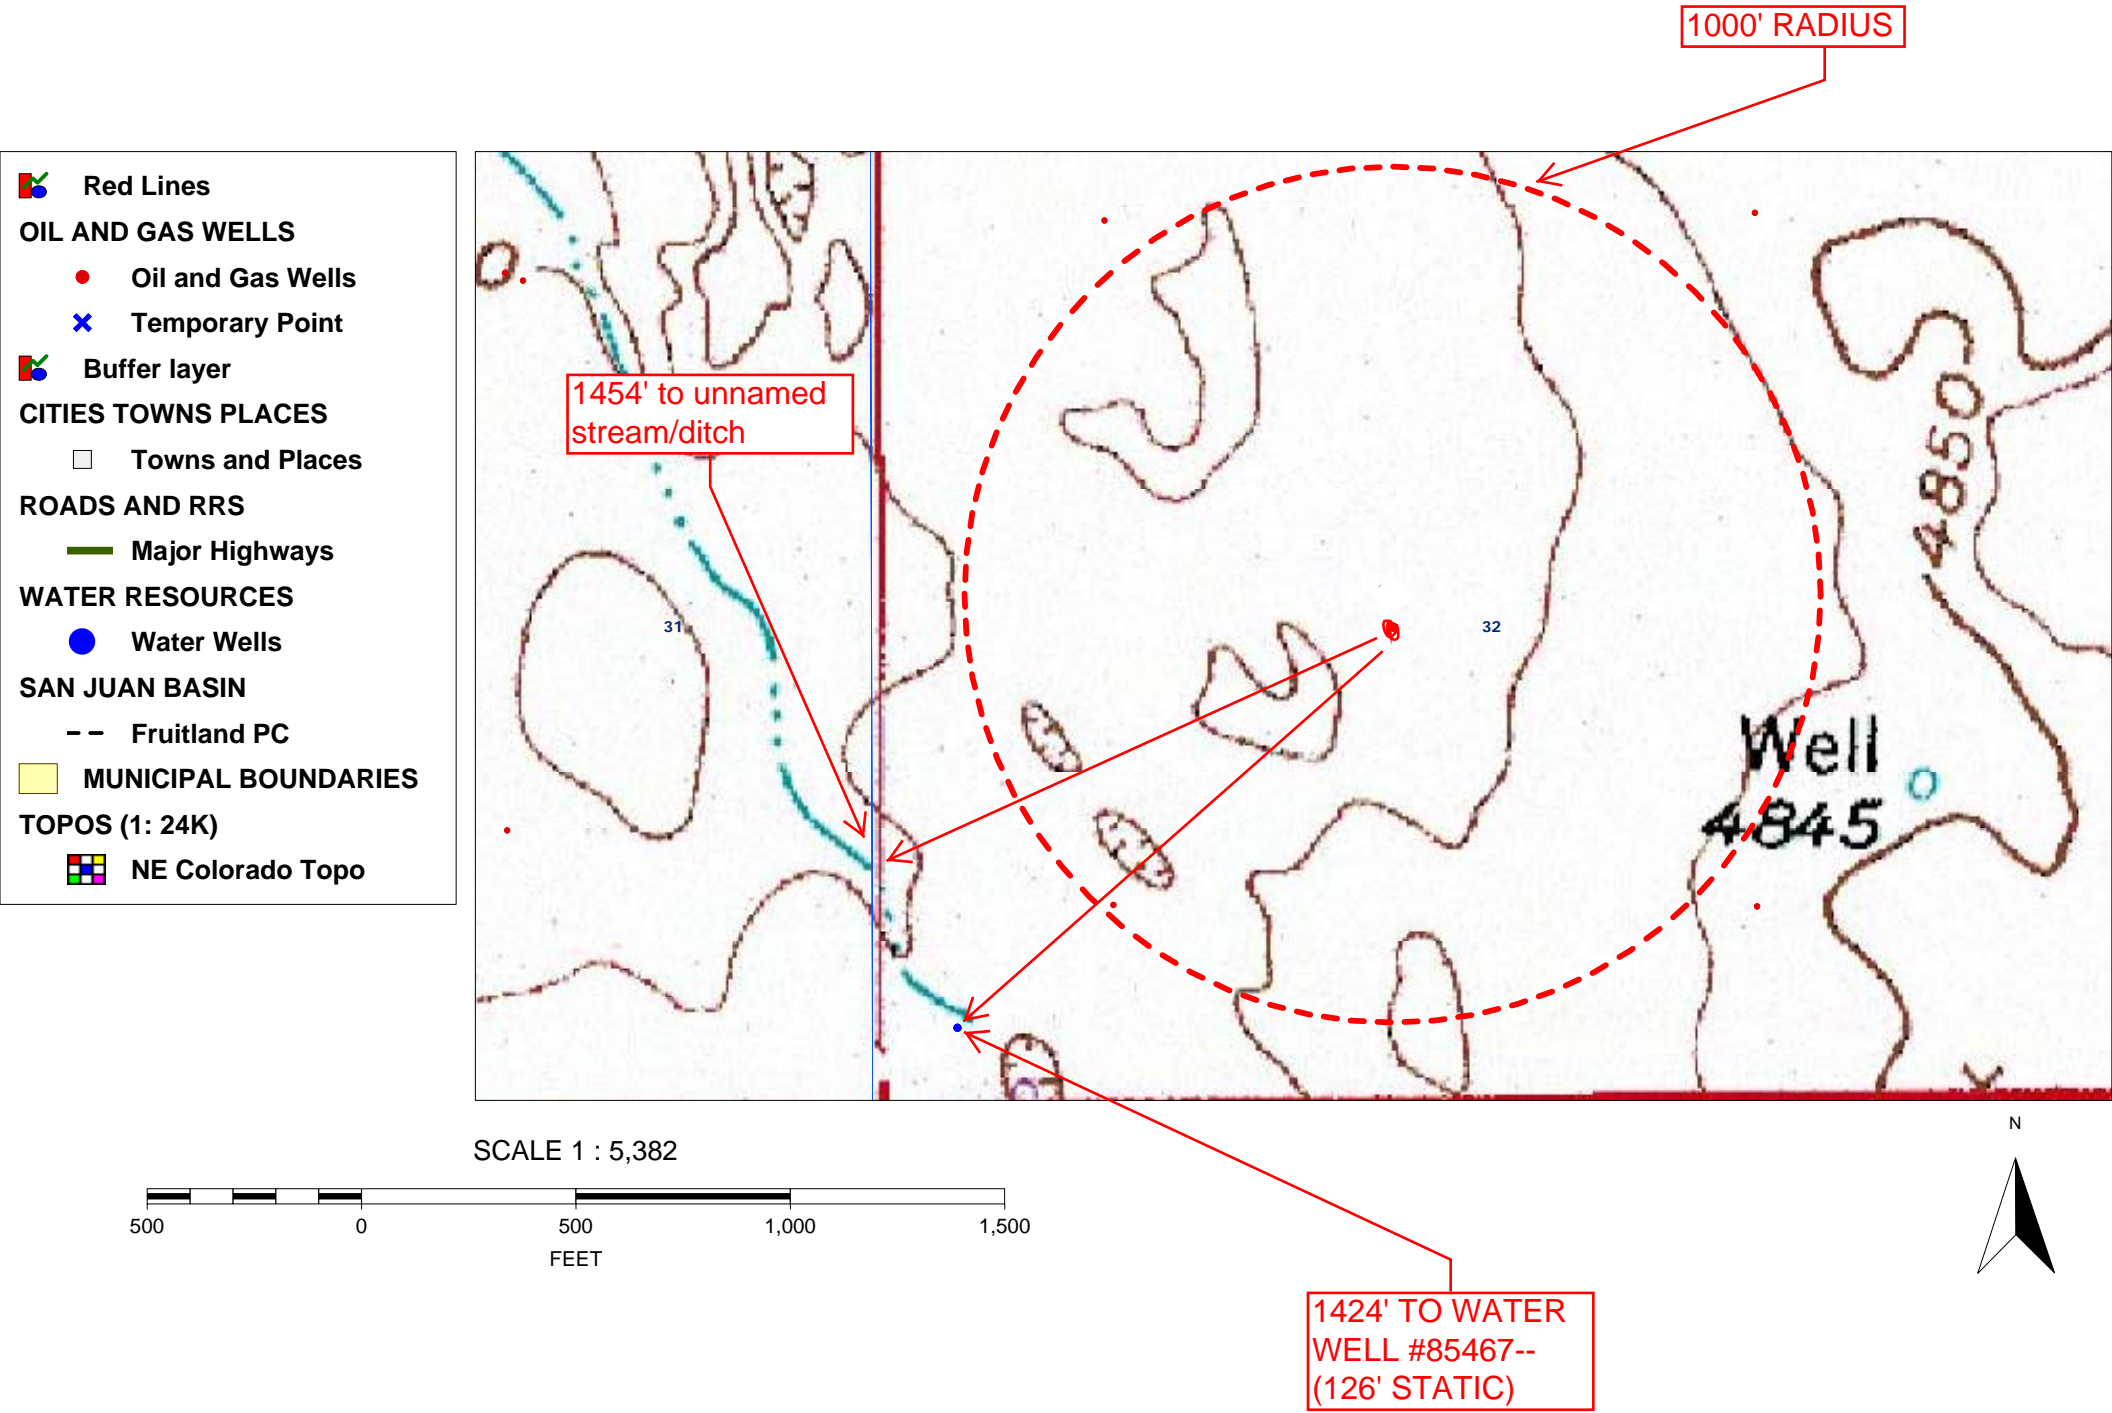 1000' RADIUS
Red Lines
OIL AND GAS WELLS
Oil and Gas Wells
Temporary Point
Buffer layer
CITIES TOWNS PLACES
Towns and Places
ROADS AND RRS
Major Highways
WATER RESOURCES
Water Wells
SAN JUAN BASIN
Fruitland PC
MUNICIPAL BOUNDARIES
TOPOS (1: 24K)
NE Colorado Topo
1454' to unnamed
stream/ditch
4850
31
32
Well
4845
SCALE 1 : 5,382
500 0 500 1,000 1,500
FEET
N
1424' TO WATER
WELL #85467--
(126' STATIC)